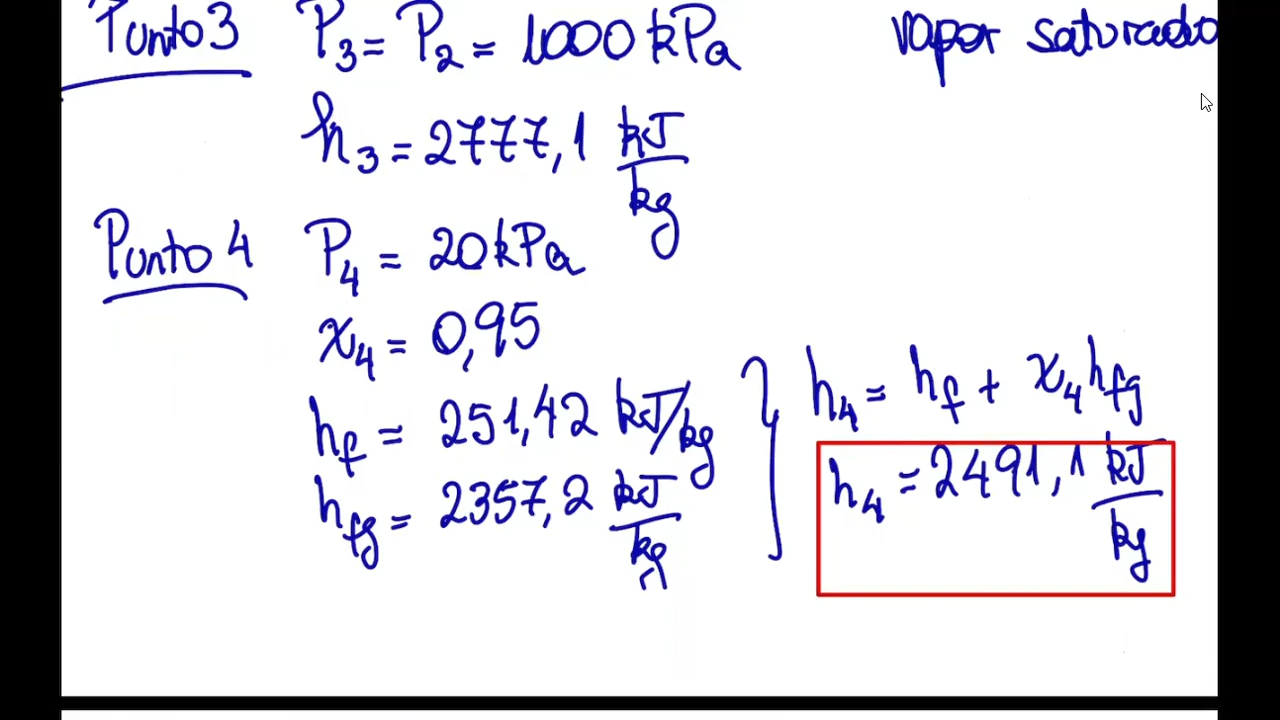 Punto 3 P₃ = P₂ = 1000 kPa vapor saturado
h₃ = 2777,1 kJ/kg
Punto 4 P₄ = 20 kPa
x₄ = 0,95
hf = 251,42 kJ/kg h₄ = hf + x₄ hfg
hfg = 2357,2 kJ/kg h₄ = 2491,1 kJ/kg